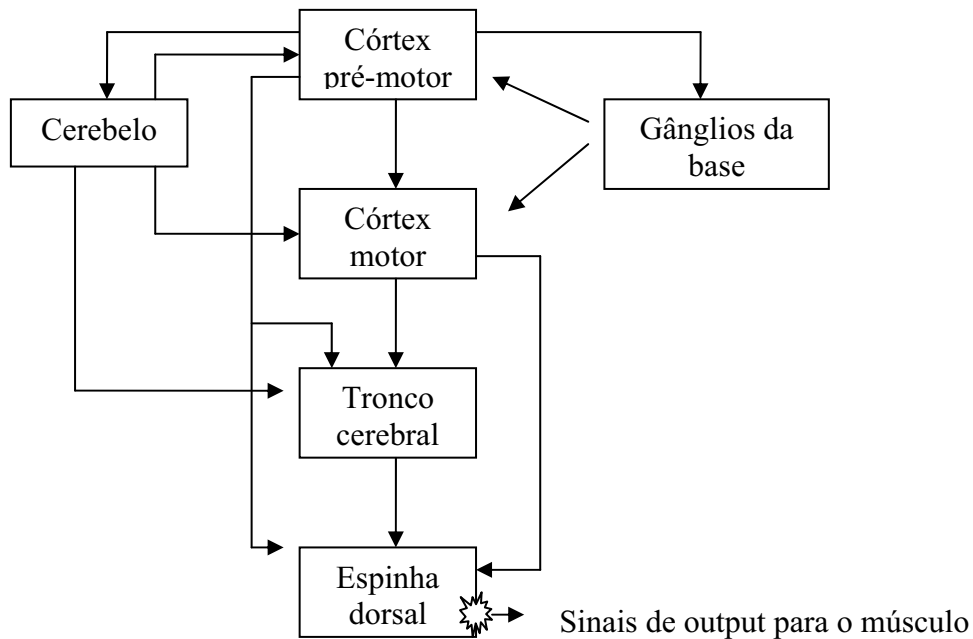 Córtex
pré-motor
Cerebelo
Gânglios da
base
Córtex
motor
Tronco
cerebral
Espinha
dorsal
Sinais de output para o músculo